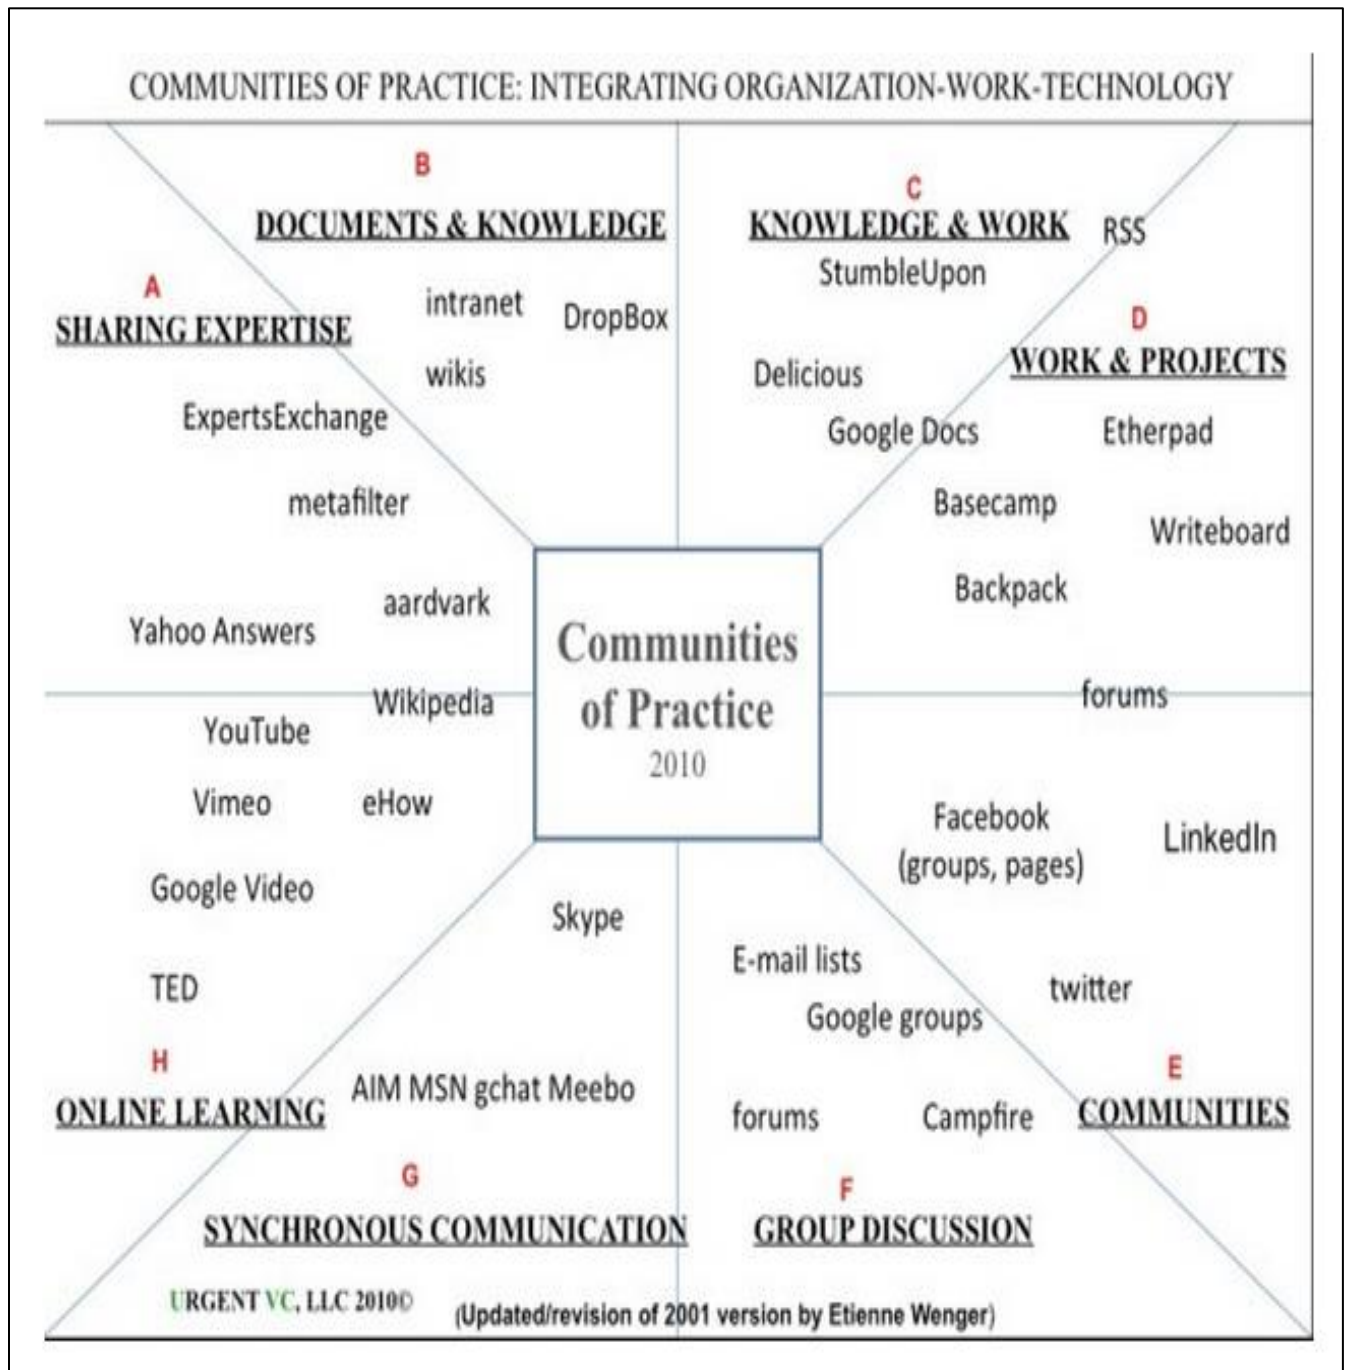 COMMUNITIES OF PRACTICE: INTEGRATING ORGANIZATION-WORK-TECHNOLOGY
A
SHARING EXPERTISE
ExpertsExchange
metafilter
aardvark
Yahoo Answers
Wikipedia
B
DOCUMENTS & KNOWLEDGE
intranet
DropBox
wikis
C
KNOWLEDGE & WORK
StumbleUpon
Delicious
Google Docs
RSS
D
WORK & PROJECTS
Etherpad
Basecamp
Writeboard
Backpack
forums
Communities
of Practice
2010
YouTube
Vimeo
eHow
Google Video
TED
H
ONLINE LEARNING
Skype
AIM MSN gchat Meebo
G
SYNCHRONOUS COMMUNICATION
E-mail lists
Google groups
forums
Campfire
F
GROUP DISCUSSION
Facebook
(groups, pages)
LinkedIn
twitter
E
COMMUNITIES
URGENT VC, LLC 2010©
(Updated/revision of 2001 version by Etienne Wenger)